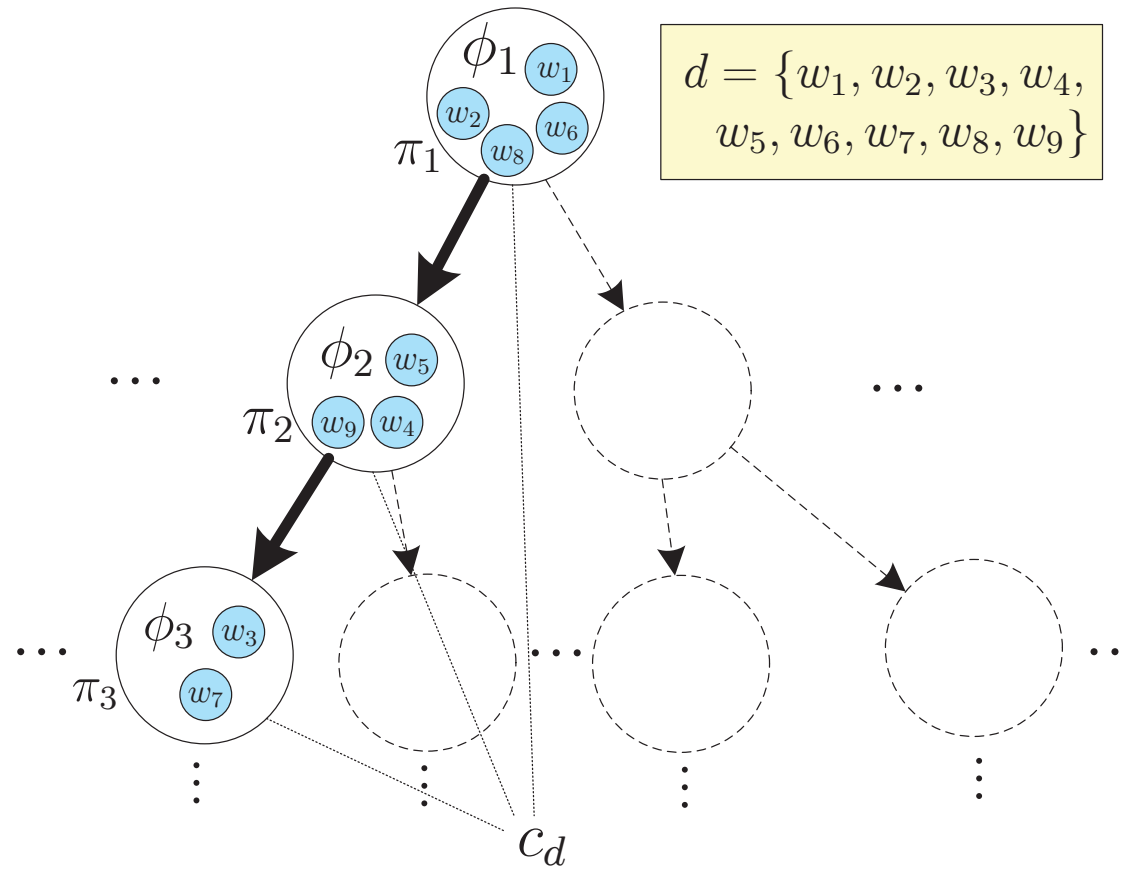 ϕ₁ w₁
w₂ w₆
w₈
π₁
d = {w₁, w₂, w₃, w₄,
w₅, w₆, w₇, w₈, w₉}
ϕ₂ w₅
w₉ w₄
π₂
...
...
ϕ₃ w₃
w₇
π₃
...
...
..
c_d